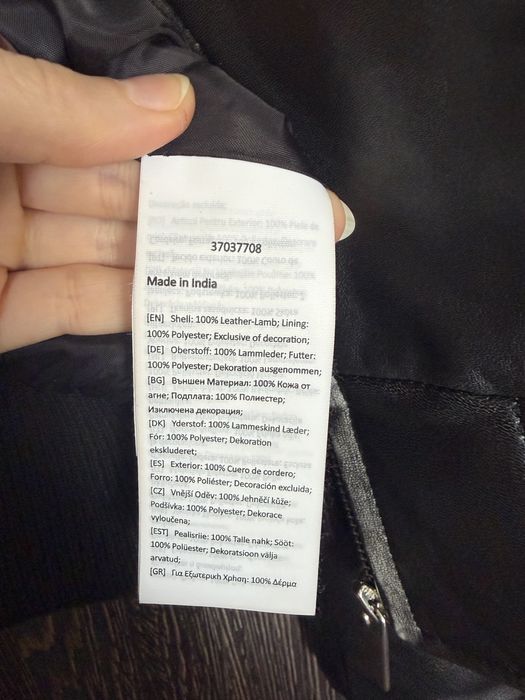 37037708
Made in India
[EN] Shell: 100% Leather-Lamb; Lining:
100% Polyester; Exclusive of decoration;
[DE] Oberstoff: 100% Lammleder; Futter:
100% Polyester; Dekoration ausgenommen;
[BG] Външен Материал: 100% Кожа от
агне; Подплата: 100% Полиестер;
Изключена декорация;
[DK] Yderstof: 100% Lammeskind Læder;
Fór: 100% Polyester; Dekoration
ekskluderet;
[ES] Exterior: 100% Cuero de cordero;
Forro: 100% Poliéster; Decoración excluida;
[CZ] Vnější Oděv: 100% Jehněčí kůže;
Podšívka: 100% Polyester; Dekorace
vyloučena;
[EST] Pealisriie: 100% Talle nahk; Sööt:
100% Polüester; Dekoratsioon välja
arvatud;
[GR] Για Εξωτερικh Χρhση: 100% Δέρμα